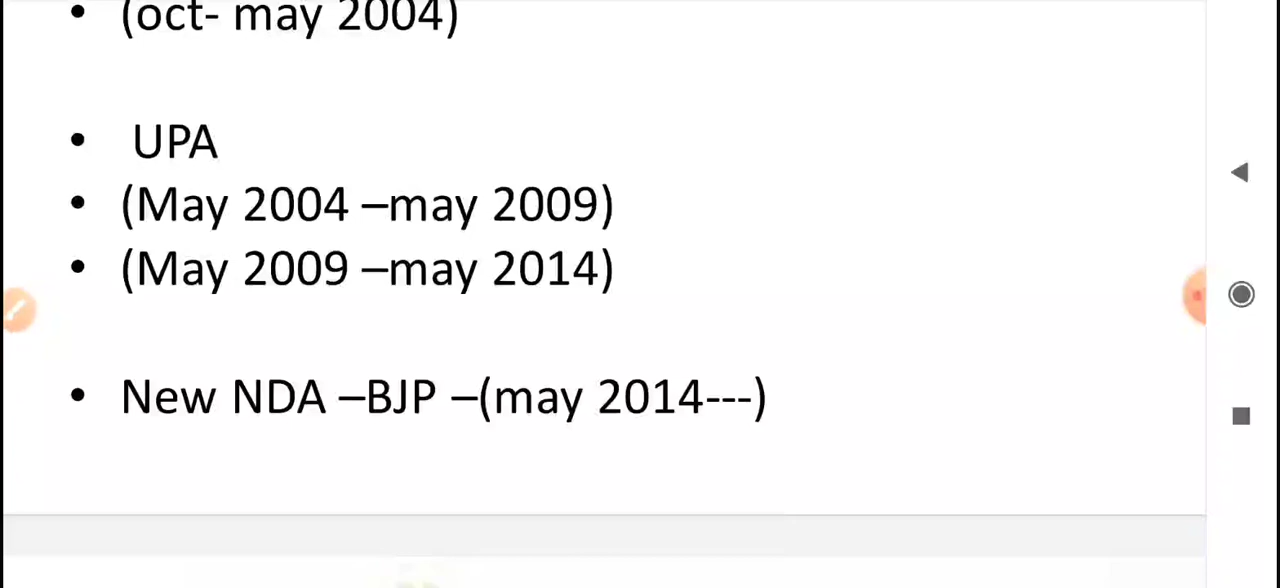 • (oct- may 2004)
• UPA
• (May 2004 –may 2009)
• (May 2009 –may 2014)
• New NDA –BJP –(may 2014---)